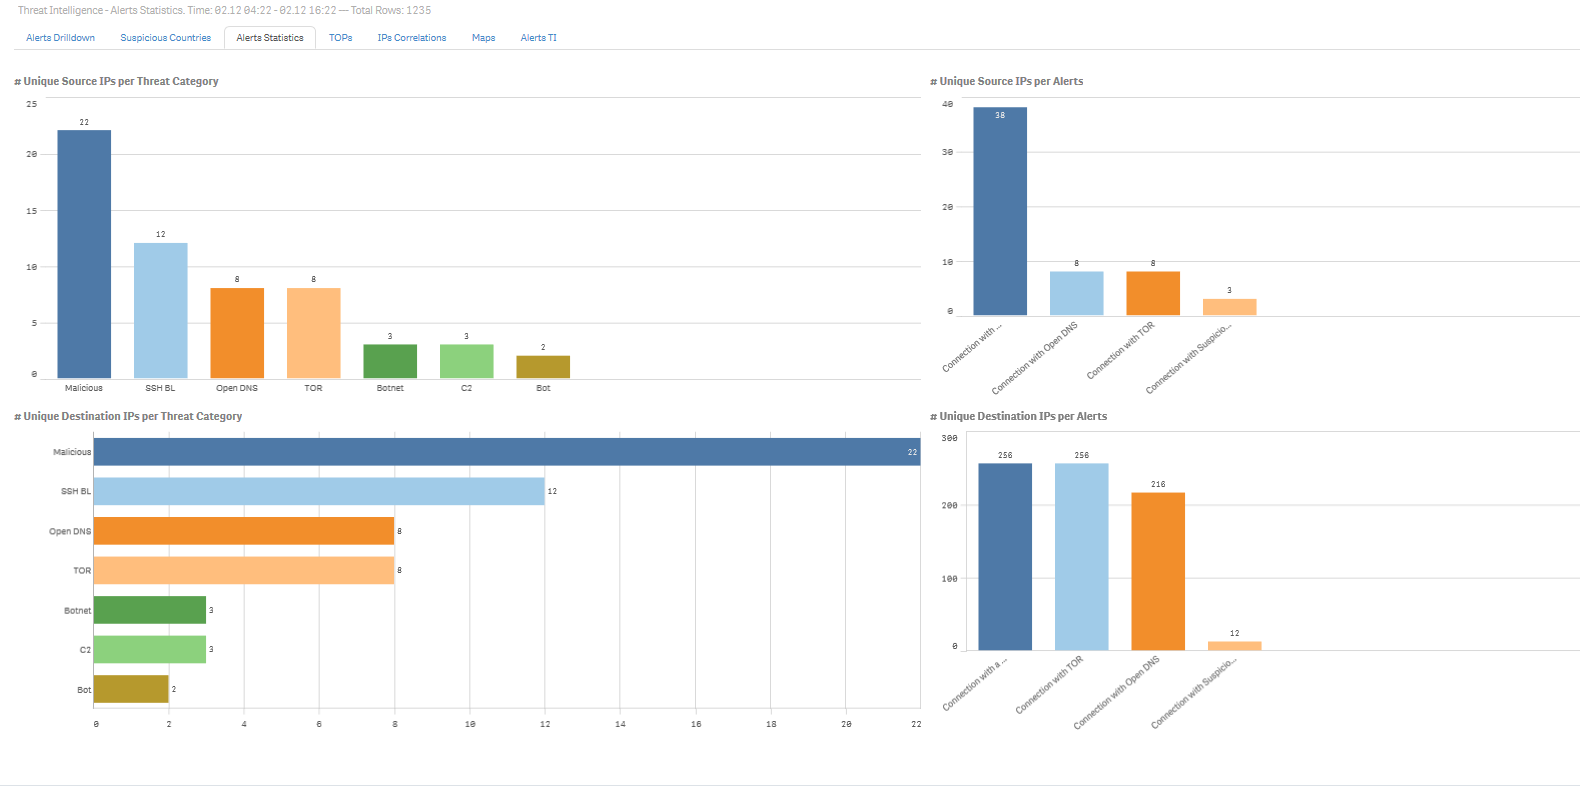 Threat Intelligence - Alerts Statistics. Time: 02.12 04:22 - 02.12 16:22 — Total Rows: 1235
Alerts Drilldown Suspicious Countries Alerts Statistics TOPs IPs Correlations Maps Alerts TI
# Unique Source IPs per Threat Category
25
20
15
10
5
0
22
12
8
8
3
3
2
Malicious SSH BL Open DNS TOR Botnet C2 Bot
# Unique Source IPs per Alerts
40
30
20
10
0
38
8
8
3
Connection with ...
Connection with Open DNS
Connection with TOR
Connection with Suspicio...
# Unique Destination IPs per Threat Category
Malicious 22
SSH BL 12
Open DNS 8
TOR 8
Botnet 3
C2 3
Bot 2
0 2 4 6 8 10 12 14 16 18 20 22
# Unique Destination IPs per Alerts
300
200
100
0
256
256
216
12
Connection with a ...
Connection with TOR
Connection with Open DNS
Connection with Suspicio...